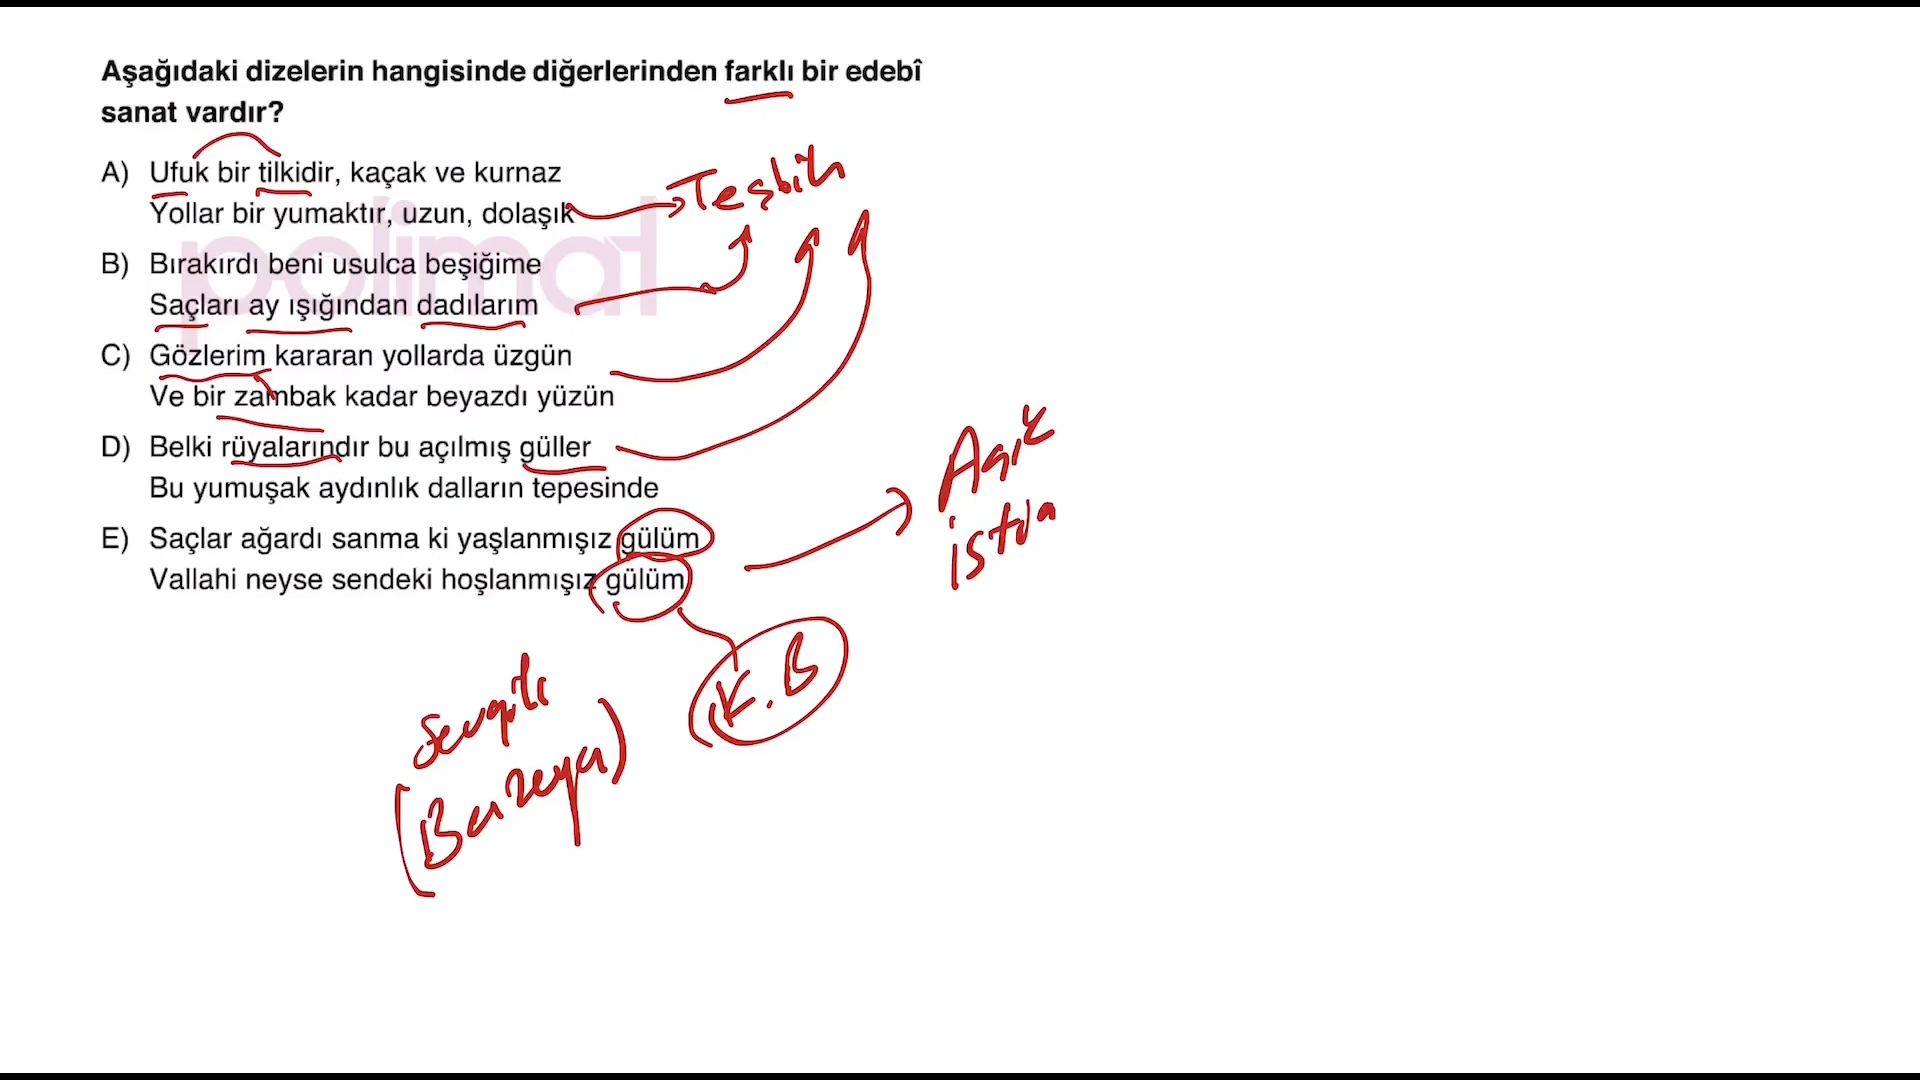 Aşağıdaki dizelerin hangisinde diğerlerinden farklı bir edebî
sanat vardır?
A) Ufuk bir tilkidir, kaçak ve kurnaz
Yollar bir yumaktır, uzun, dolaşık
Teşbih
polimat
B) Bırakırdı beni usulca beşiğime
Saçları ay ışığından dadılarım
C) Gözlerim kararan yollarda üzgün
Ve bir zambak kadar beyazdı yüzün
D) Belki rüyalarındır bu açılmış güller
Bu yumuşak aydınlık dalların tepesinde
E) Saçlar ağardı sanma ki yaşlanmışız gülüm
Vallahi neyse sendeki hoşlanmışız gülüm
Açık
istia
K.B
Sevgili
(Benzeyen)